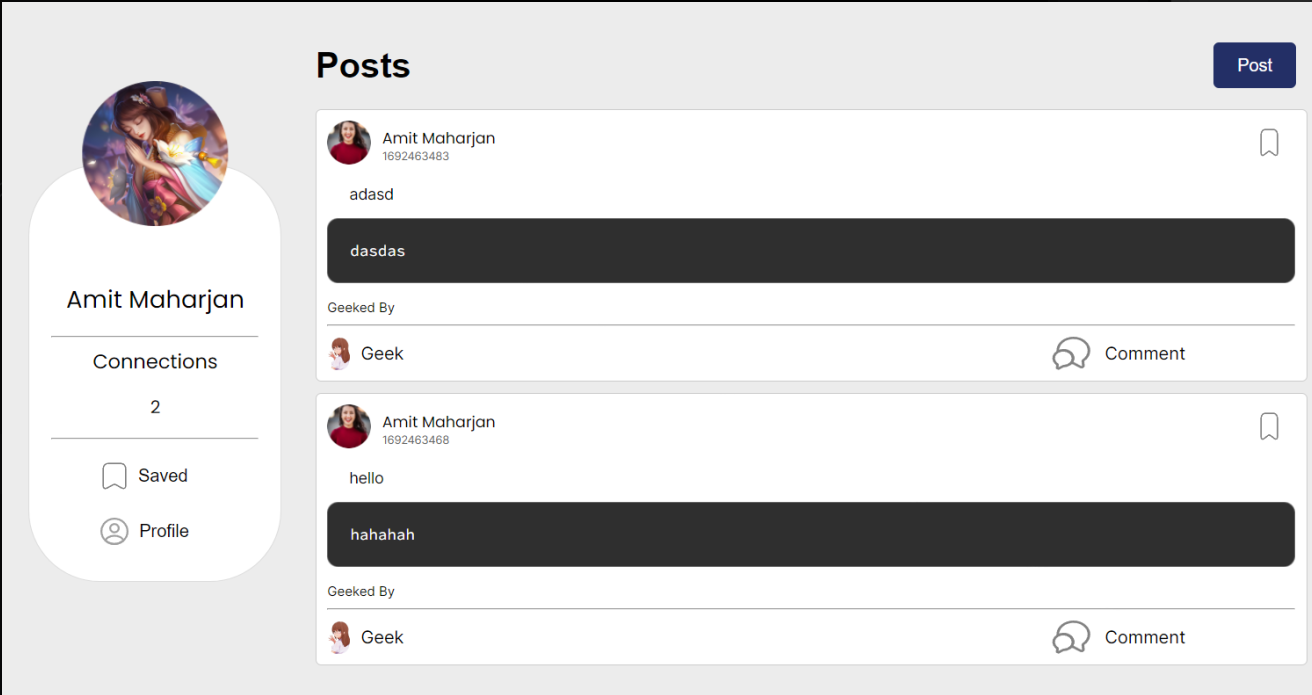 Posts
Post
Amit Maharjan
Connections
2
Saved
Profile
Amit Maharjan
1692463483
adasd
dasdas
Geeked By
Geek
Comment
Amit Maharjan
1692463468
hello
hahahah
Geeked By
Geek
Comment